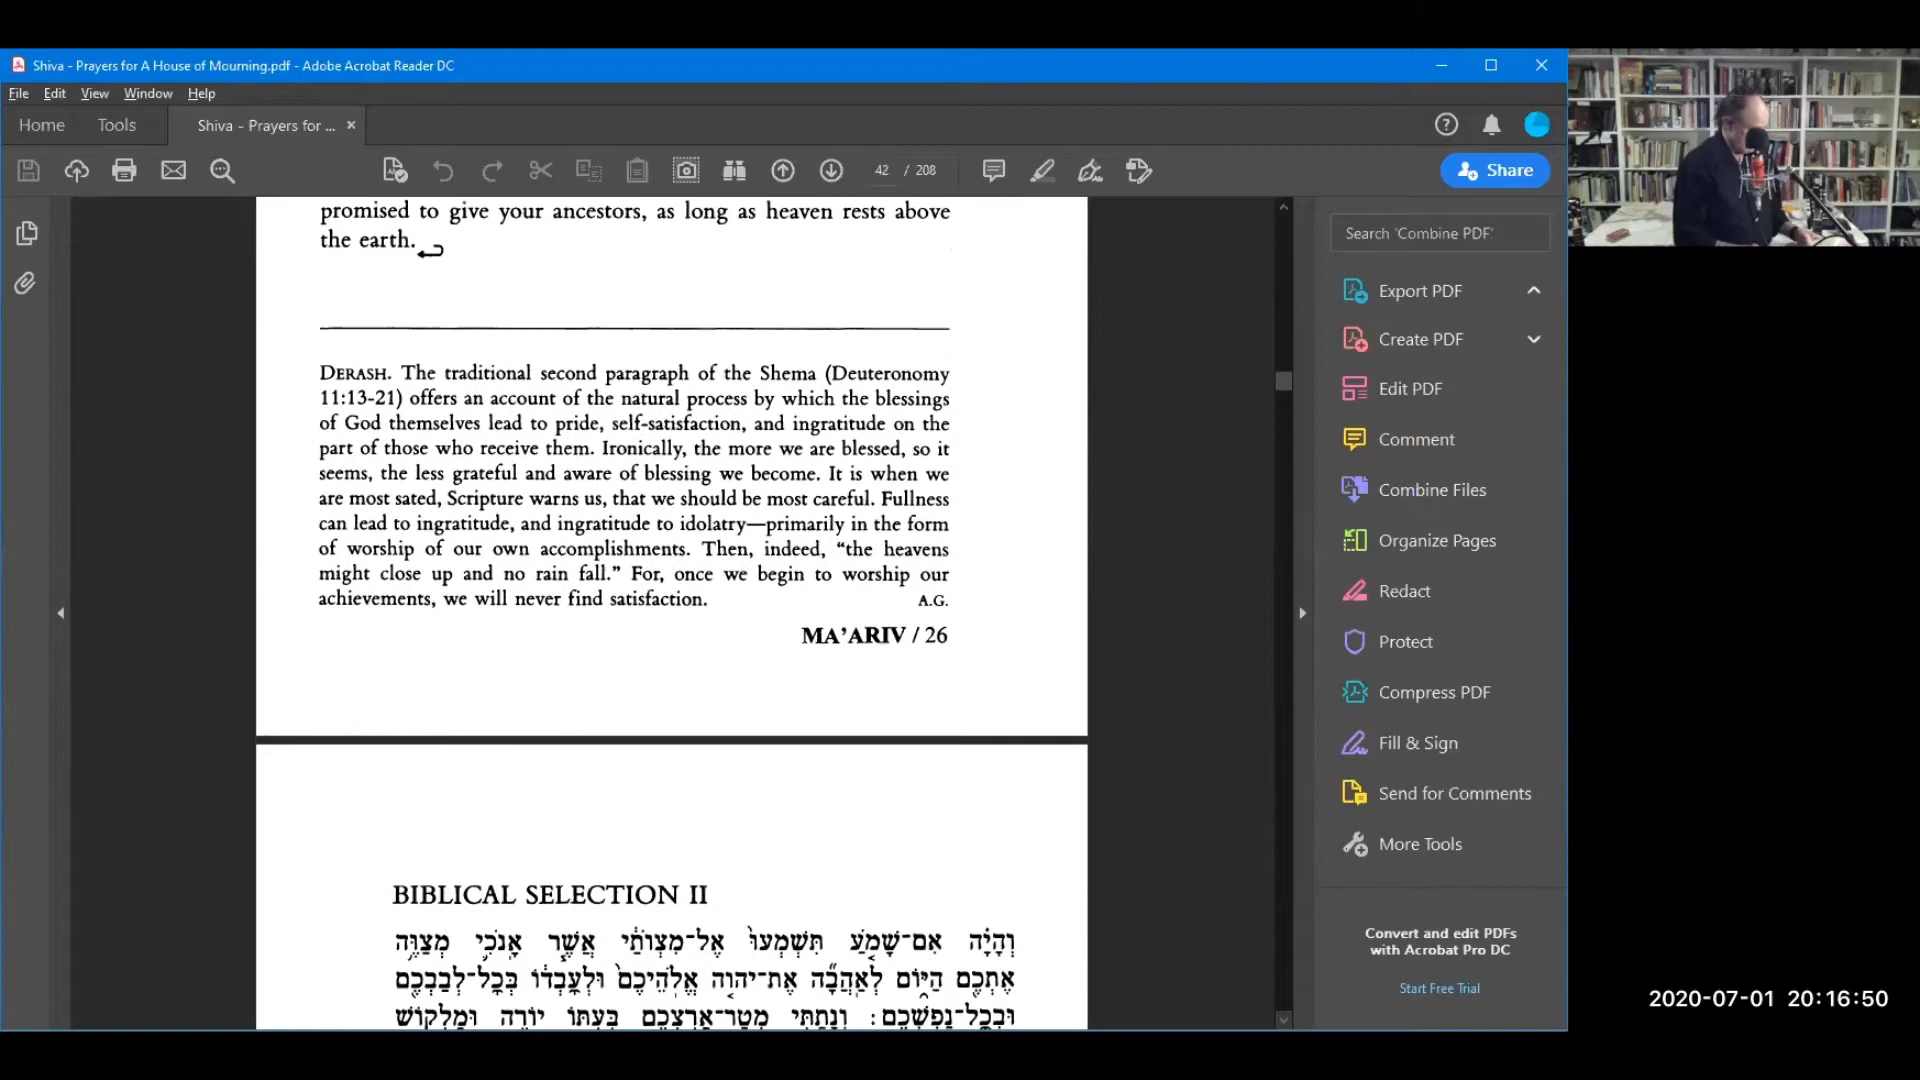 Shiva - Prayers for A House of Mourning.pdf - Adobe Acrobat Reader DC
File Edit View Window Help
Home Tools Shiva - Prayers for ... ×
42 / 208
Share
promised to give your ancestors, as long as heaven rests above
the earth.
DERASH. The traditional second paragraph of the Shema (Deuteronomy
11:13-21) offers an account of the natural process by which the blessings
of God themselves lead to pride, self-satisfaction, and ingratitude on the
part of those who receive them. Ironically, the more we are blessed, so it
seems, the less grateful and aware of blessing we become. It is when we
are most sated, Scripture warns us, that we should be most careful. Fullness
can lead to ingratitude, and ingratitude to idolatry—primarily in the form
of worship of our own accomplishments. Then, indeed, “the heavens
might close up and no rain fall.” For, once we begin to worship our
achievements, we will never find satisfaction. A.G.
MA’ARIV / 26
BIBLICAL SELECTION II
וְהָיָה אִם־שָׁמֹעַ תִּשְׁמְעוּ אֶל־מִצְוֹתַי אֲשֶׁר אָנֹכִי מְצַוֶּה
אֶתְכֶם הַיּוֹם לְאַהֲבָה אֶת־יהוה אֱלֹהֵיכֶם וּלְעָבְדוֹ בְּכָל־לְבַבְכֶם
וּבְכָל־נַפְשְׁכֶם׃ וְנָתַתִּי מְטַר־אַרְצְכֶם בְּעִתּוֹ יוֹרֶה וּמַלְקוֹשׁ
Search 'Combine PDF'
Export PDF
Create PDF
Edit PDF
Comment
Combine Files
Organize Pages
Redact
Protect
Compress PDF
Fill & Sign
Send for Comments
More Tools
Convert and edit PDFs
with Acrobat Pro DC
Start Free Trial
2020-07-01 20:16:50